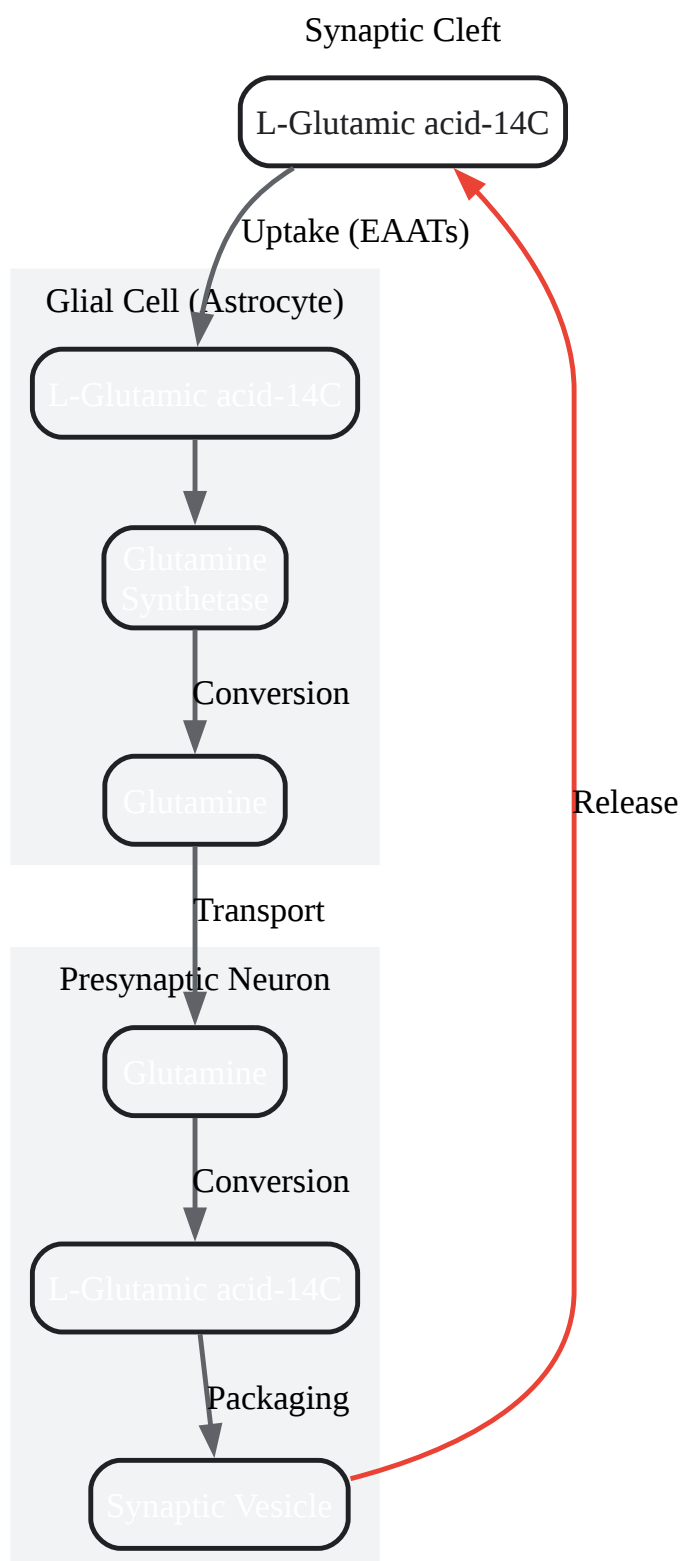 Synaptic Cleft
L-Glutamic acid-14C
Uptake (EAATs)
Glial Cell (Astrocyte)
L-Glutamic acid-14C
Glutamine
Synthetase
Conversion
Glutamine
Release
Transport
Presynaptic Neuron
Glutamine
Conversion
L-Glutamic acid-14C
Packaging
Synaptic Vesicle